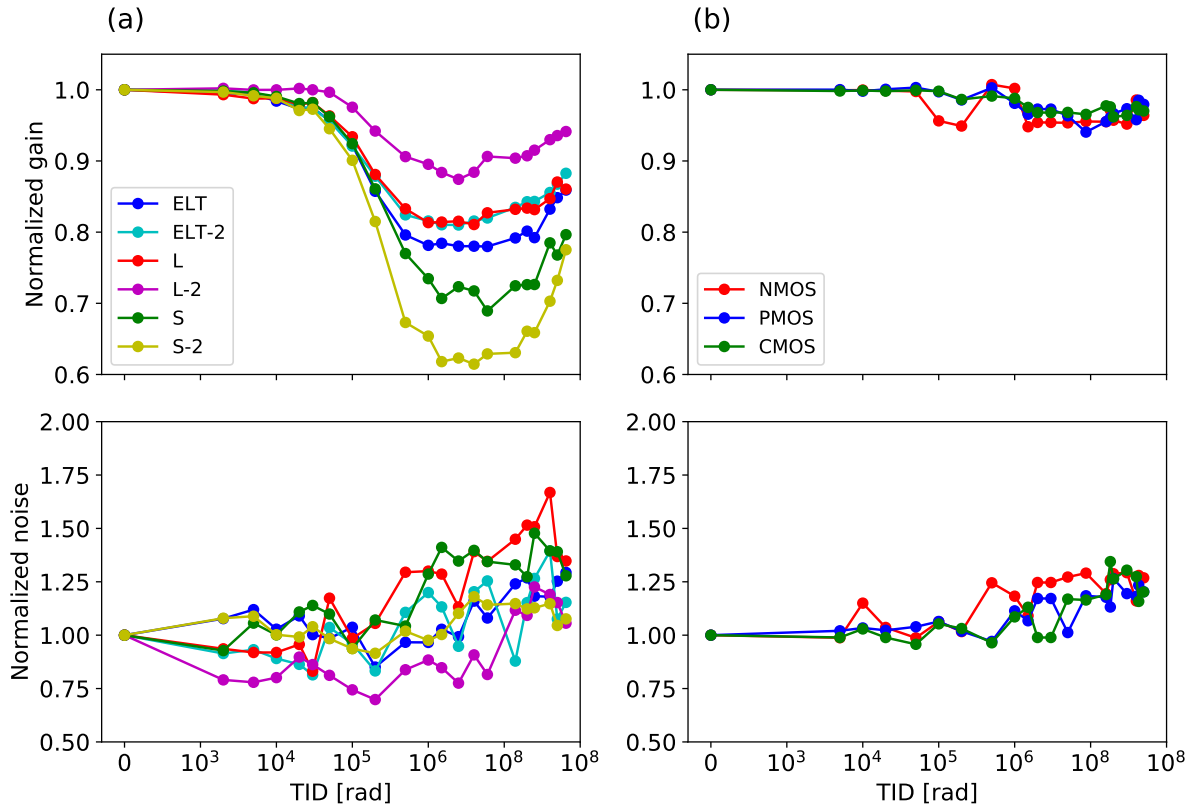 (a)
(b)
Normalized gain
1.0
0.9
0.8
0.7
0.6
ELT
ELT-2
L
L-2
S
S-2
1.0
0.9
0.8
0.7
0.6
NMOS
PMOS
CMOS
Normalized noise
2.00
1.75
1.50
1.25
1.00
0.75
0.50
0 10³ 10⁴ 10⁵ 10⁶ 10⁸ 10⁸
TID [rad]
2.00
1.75
1.50
1.25
1.00
0.75
0.50
0 10³ 10⁴ 10⁵ 10⁶ 10⁸ 10⁸
TID [rad]